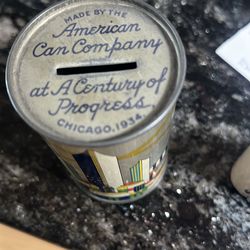 MADE BY THE
American
Can Company
at A Century of
Progress
CHICAGO, 1934.